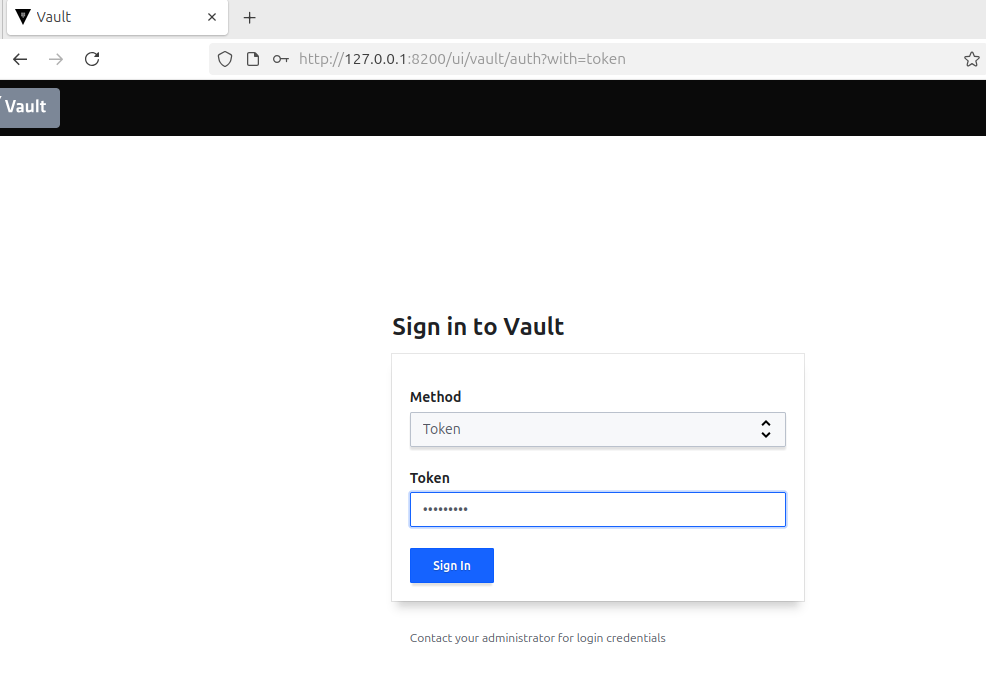 Vault
http://127.0.0.1:8200/ui/vault/auth?with=token
Vault
Sign in to Vault
Method
Token
Token
•••••••••
Sign In
Contact your administrator for login credentials